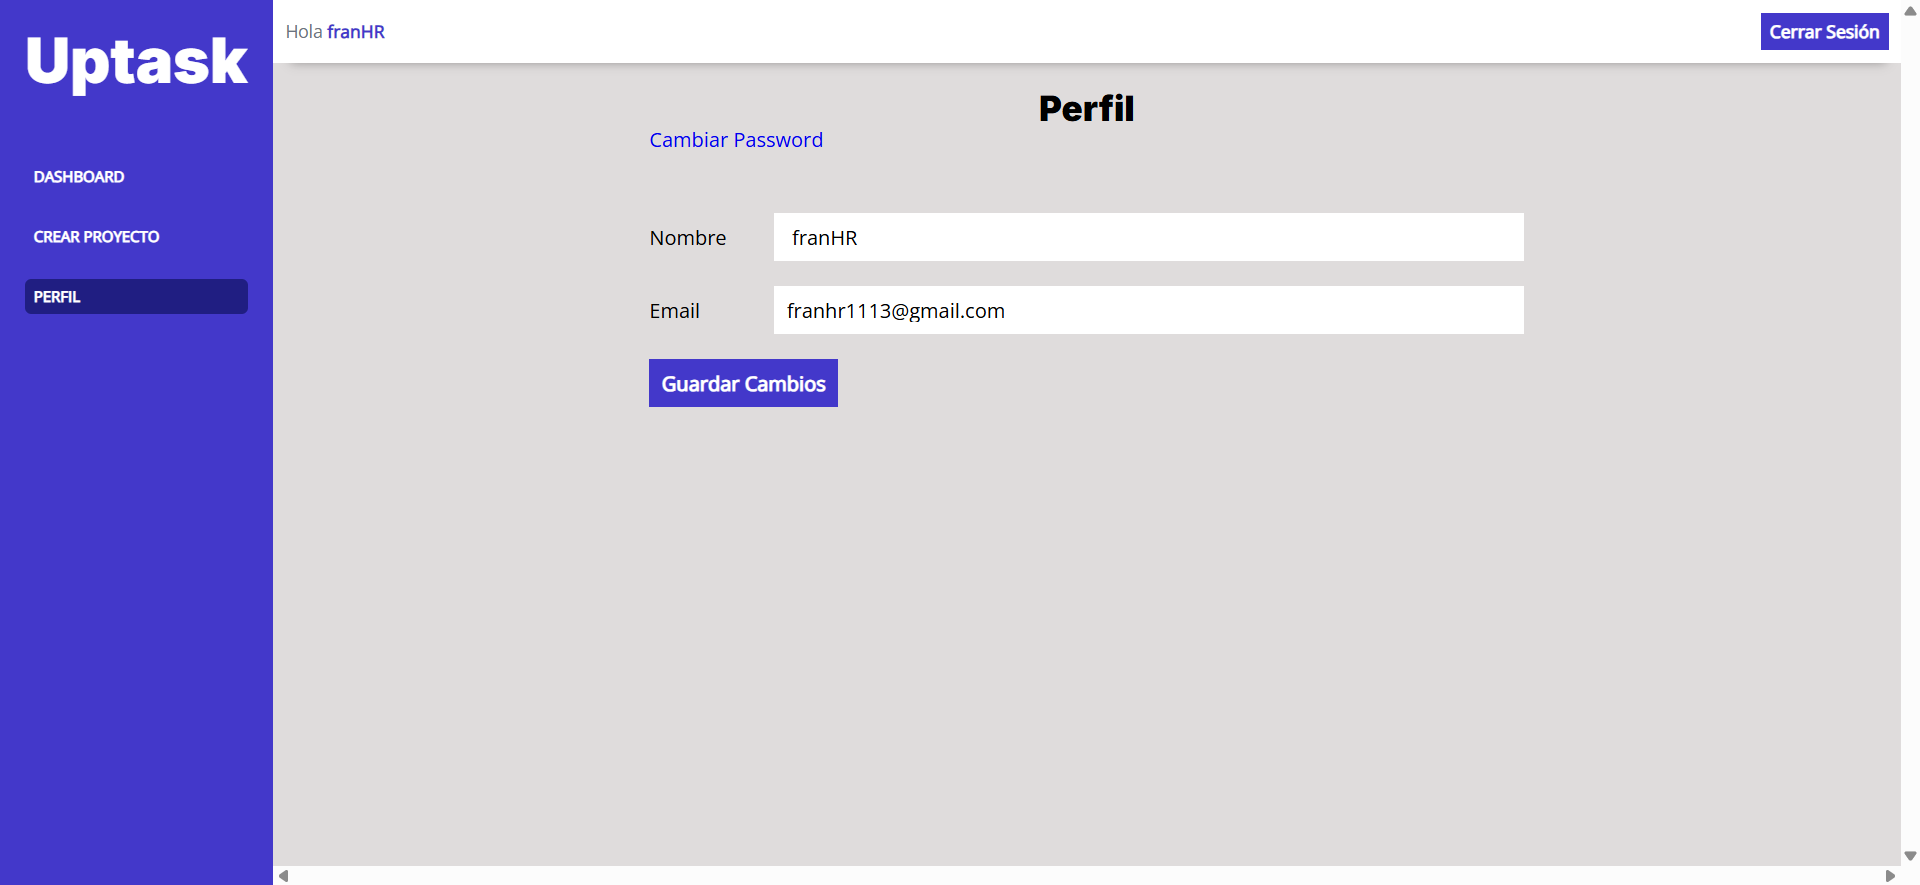 Uptask
DASHBOARD
CREAR PROYECTO
PERFIL
Hola franHR
Cerrar Sesión
Perfil
Cambiar Password
Nombre
franHR
Email
franhr1113@gmail.com
Guardar Cambios